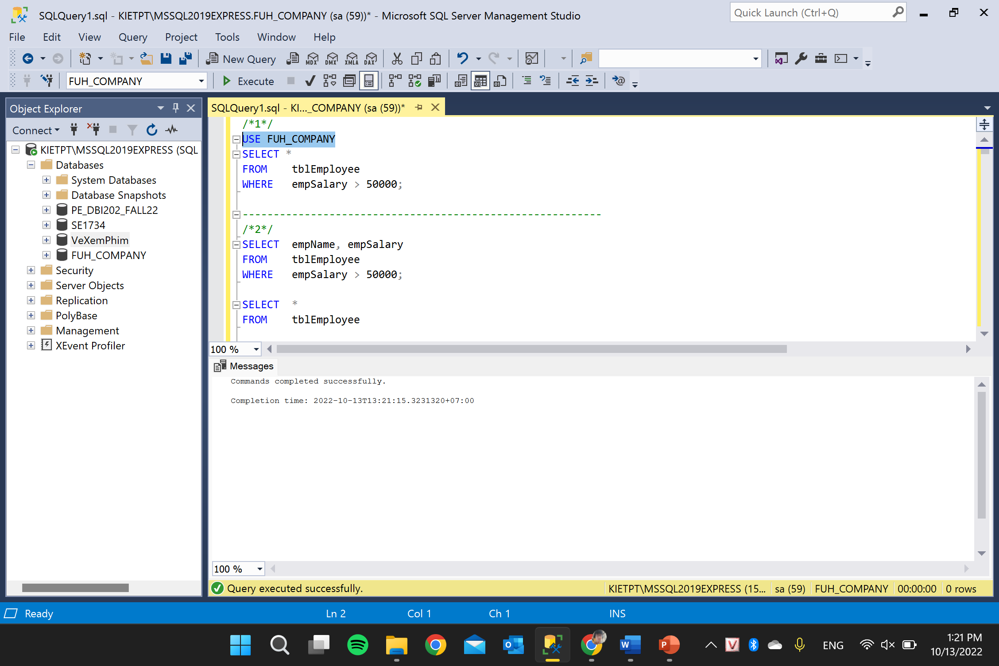 SQLQuery1.sql - KIETPT\MSSQL2019EXPRESS.FUH_COMPANY (sa (59))* - Microsoft SQL Server Management Studio
Quick Launch (Ctrl+Q)
File Edit View Query Project Tools Window Help
New Query MDX DMX XMLA DAX
FUH_COMPANY Execute
Object Explorer
Connect
KIETPT\MSSQL2019EXPRESS (SQL
Databases
System Databases
Database Snapshots
PE_DBI202_FALL22
SE1734
VeXemPhim
FUH_COMPANY
Security
Server Objects
Replication
PolyBase
Management
XEvent Profiler
SQLQuery1.sql - KI..._COMPANY (sa (59))*
/*1*/
USE FUH_COMPANY
SELECT *
FROM tblEmployee
WHERE empSalary > 50000;
----------------------------------------------------------
/*2*/
SELECT empName, empSalary
FROM tblEmployee
WHERE empSalary > 50000;
SELECT *
FROM tblEmployee
100 %
Messages
Commands completed successfully.
Completion time: 2022-10-13T13:21:15.3231320+07:00
100 %
Query executed successfully. KIETPT\MSSQL2019EXPRESS (15... sa (59) FUH_COMPANY 00:00:00 0 rows
Ready Ln 2 Col 1 Ch 1 INS
ENG
1:21 PM
10/13/2022